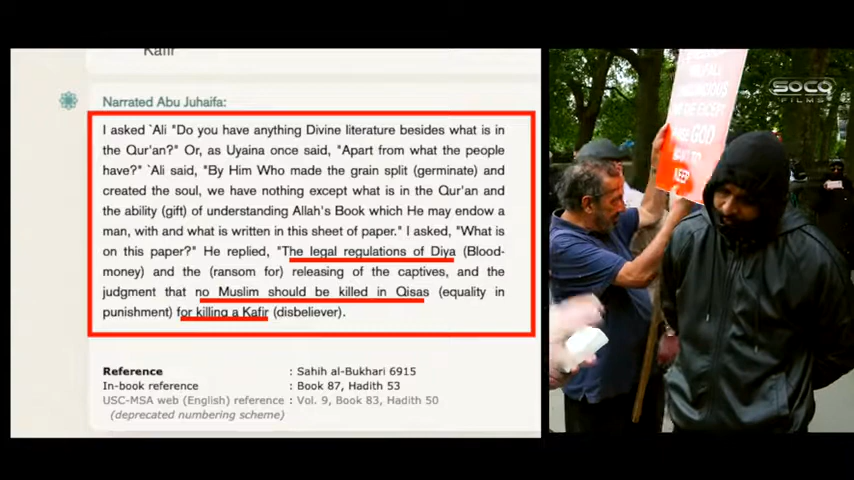 Kafir
Narrated Abu Juhaifa:
I asked `Ali "Do you have anything Divine literature besides what is in
the Qur'an?" Or, as Uyaina once said, "Apart from what the people
have?" `Ali said, "By Him Who made the grain split (germinate) and
created the soul, we have nothing except what is in the Qur'an and
the ability (gift) of understanding Allah's Book which He may endow a
man, with and what is written in this sheet of paper." I asked, "What is
on this paper?" He replied, "The legal regulations of Diya (Blood-
money) and the (ransom for) releasing of the captives, and the
judgment that no Muslim should be killed in Qisas (equality in
punishment) for killing a Kafir (disbeliever).
Reference : Sahih al-Bukhari 6915
In-book reference : Book 87, Hadith 53
USC-MSA web (English) reference : Vol. 9, Book 83, Hadith 50
(deprecated numbering scheme)
SOCO
FILMS
EXCEPT
GOD